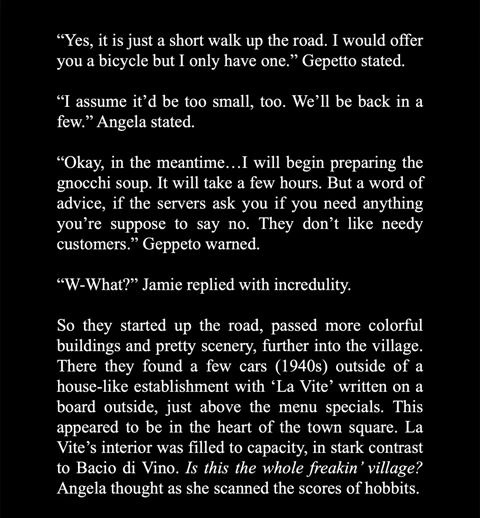 “Yes, it is just a short walk up the road. I would offer
you a bicycle but I only have one.” Gepetto stated.
“I assume it’d be too small, too. We’ll be back in a
few.” Angela stated.
“Okay, in the meantime…I will begin preparing the
gnocchi soup. It will take a few hours. But a word of
advice, if the servers ask you if you need anything
you’re suppose to say no. They don’t like needy
customers.” Geppeto warned.
“W-What?” Jamie replied with incredulity.
So they started up the road, passed more colorful
buildings and pretty scenery, further into the village.
There they found a few cars (1940s) outside of a
house-like establishment with ‘La Vite’ written on a
board outside, just above the menu specials. This
appeared to be in the heart of the town square. La
Vite’s interior was filled to capacity, in stark contrast
to Bacio di Vino. Is this the whole freakin’ village?
Angela thought as she scanned the scores of hobbits.